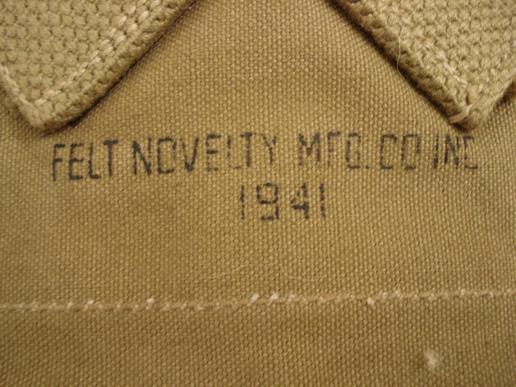 FELT NOVELTY MFG. CO INC
1941